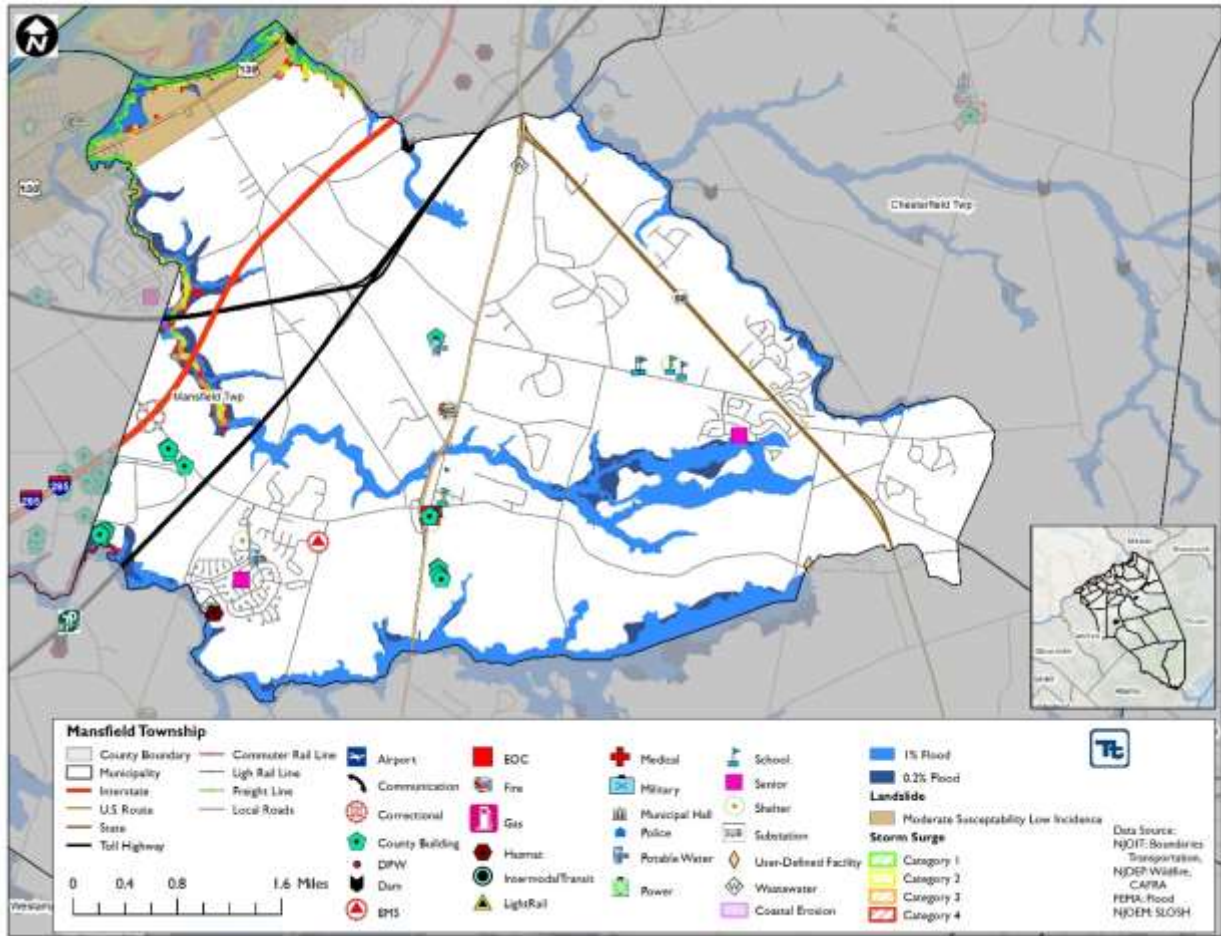 N
130
130
Chesterfield Twp
W
68
Mansfield Twp
295
265
Mansfield Township
County Boundary
Municipality
Interstate
U.S. Route
State
Toll Highway
Commuter Rail Line
Ligh Rail Line
Freight Line
Local Roads
0 0.4 0.8 1.6 Miles
Airport
Communication
Correctional
County Building
DPW
Dam
EMS
EOC
Fire
Gas
Hazmat
Intermodal Transit
LightRail
Medical
Military
Municipal Hall
Police
Potable Water
Power
School
Senior
Shelter
SUB Substation
User-Defined Facility
W Wastewater
Coastal Erosion
1% Flood
0.2% Flood
Landslide
Moderate Susceptability Low Incidence
Storm Surge
Category 1
Category 2
Category 3
Category 4
Tt
Data Source:
NJOIT: Boundaries
Transportation,
NJDEP: Wildfire,
CAFRA
FEMA: Flood
NJOEM: SLOSH